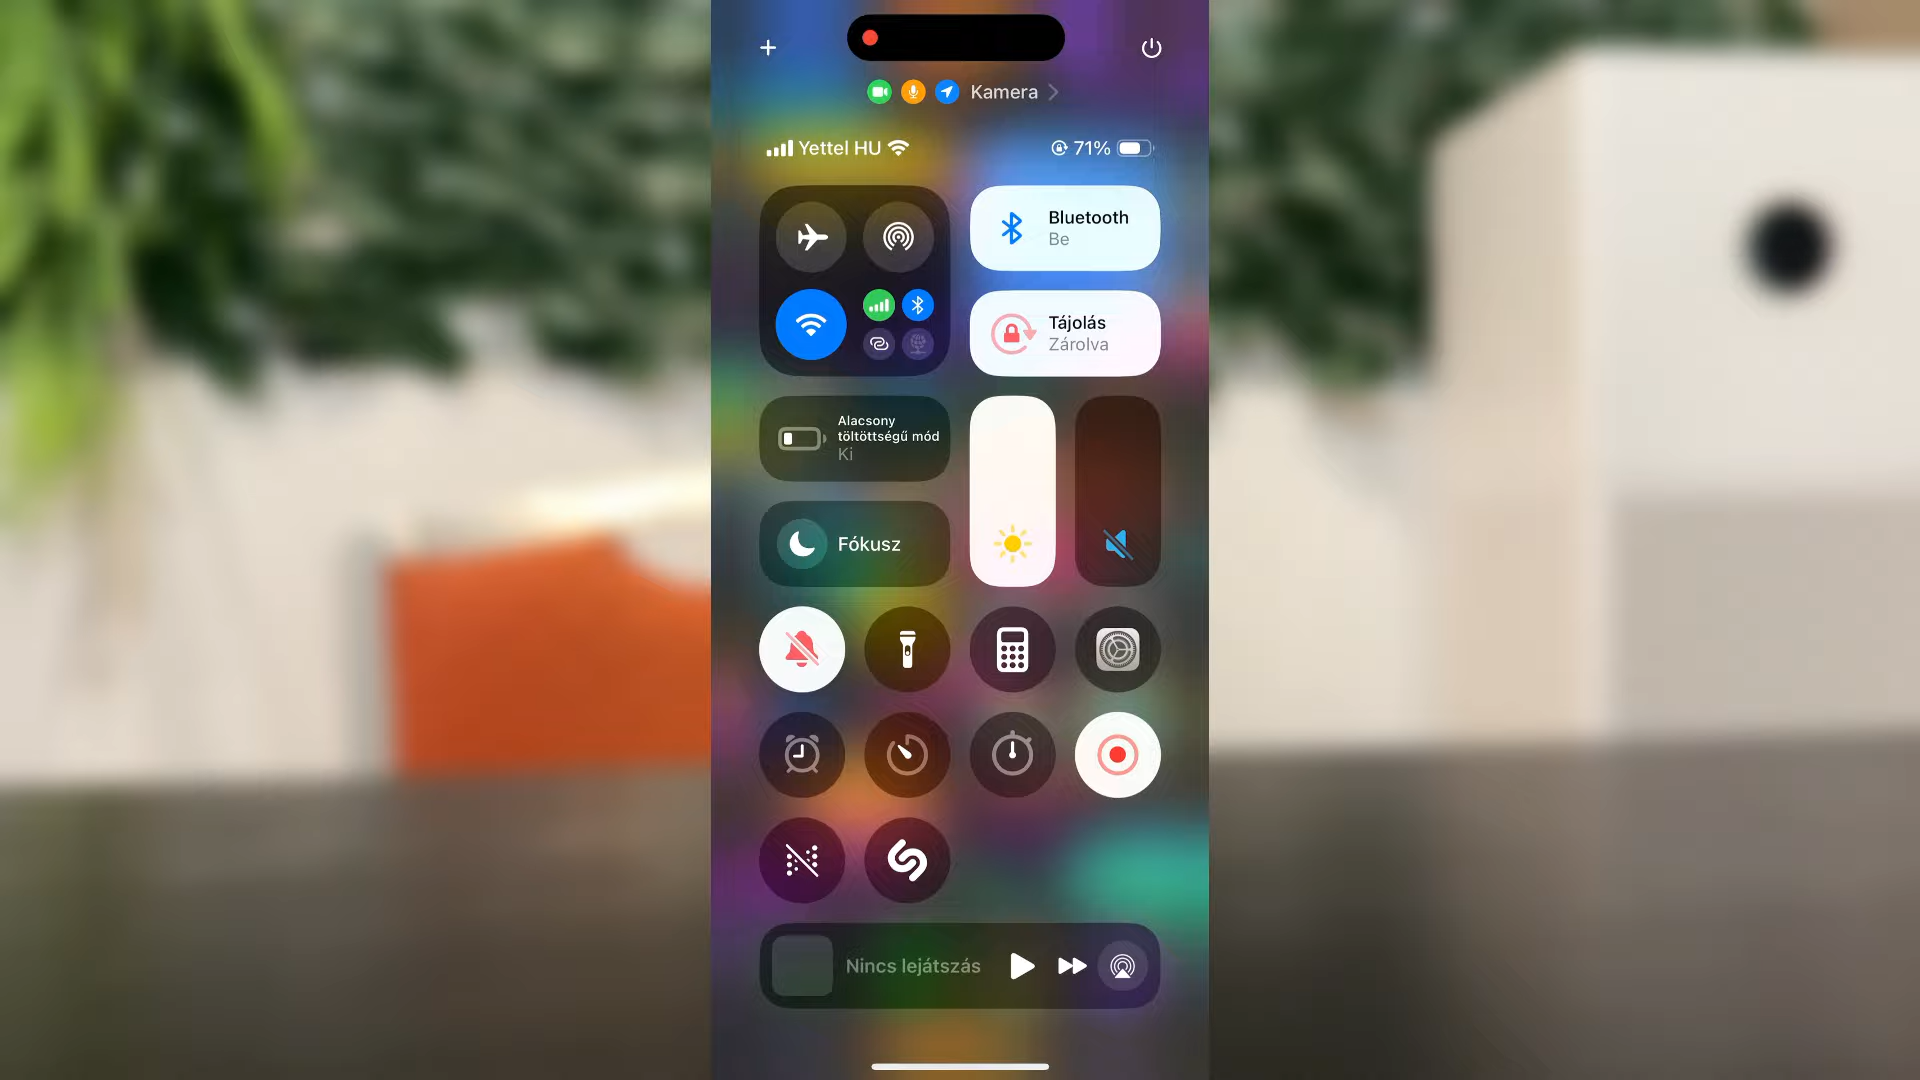 Kamera
Yettel HU
71%
Bluetooth
Be
Tájolás
Zárolva
Alacsony
töltöttségű mód
Ki
Fókusz
Nincs lejátszás